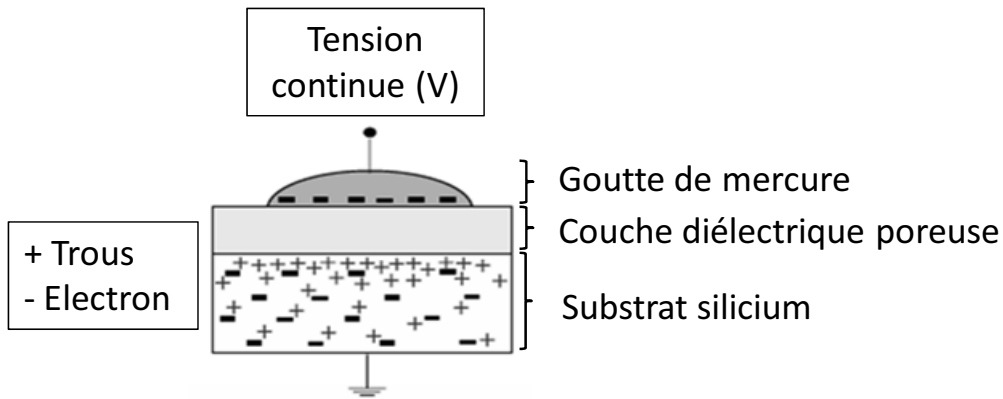 Tension
continue (V)
Goutte de mercure
Couche diélectrique poreuse
+ Trous
- Electron
Substrat silicium